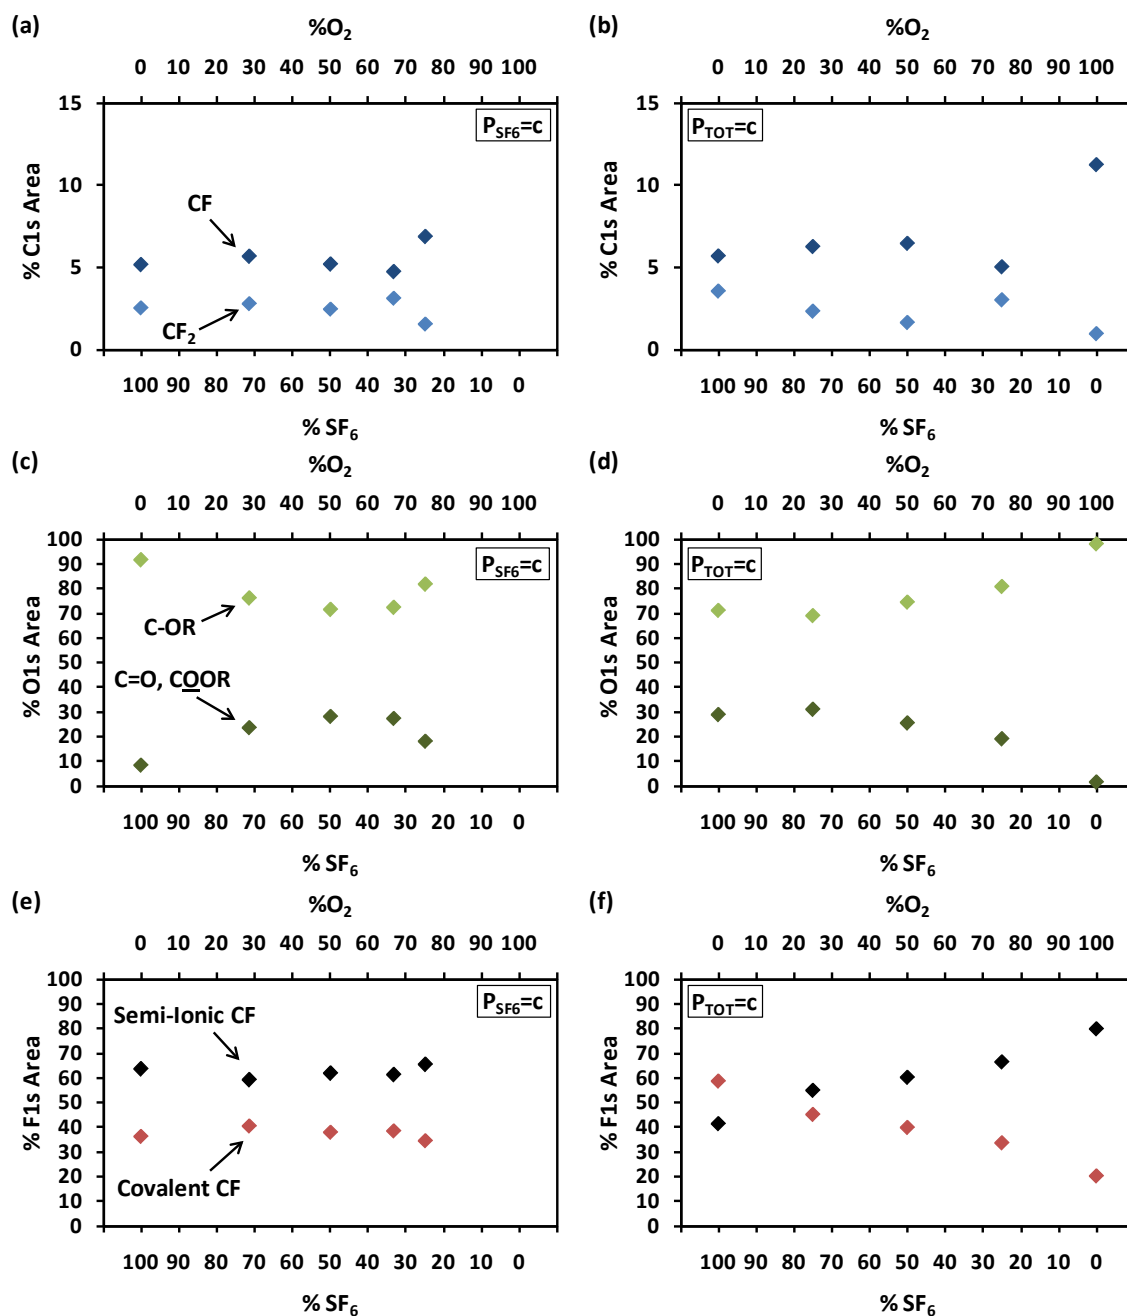 (a)
%O2
0 10 20 30 40 50 60 70 80 90 100
15
10
5
0
% C1s Area
PSF6=c
CF
CF2
100 90 80 70 60 50 40 30 20 10 0
% SF6
(b)
%O2
0 10 20 30 40 50 60 70 80 90 100
15
10
5
0
% C1s Area
PTOT=c
100 90 80 70 60 50 40 30 20 10 0
% SF6
(c)
%O2
0 10 20 30 40 50 60 70 80 90 100
100
90
80
70
60
50
40
30
20
10
0
% O1s Area
PSF6=c
C-OR
C=O, COOR
100 90 80 70 60 50 40 30 20 10 0
% SF6
(d)
%O2
0 10 20 30 40 50 60 70 80 90 100
100
90
80
70
60
50
40
30
20
10
0
% O1s Area
PTOT=c
100 90 80 70 60 50 40 30 20 10 0
% SF6
(e)
%O2
0 10 20 30 40 50 60 70 80 90 100
100
90
80
70
60
50
40
30
20
10
0
% F1s Area
PSF6=c
Semi-Ionic CF
Covalent CF
100 90 80 70 60 50 40 30 20 10 0
% SF6
(f)
%O2
0 10 20 30 40 50 60 70 80 90 100
100
90
80
70
60
50
40
30
20
10
0
% F1s Area
PTOT=c
100 90 80 70 60 50 40 30 20 10 0
% SF6